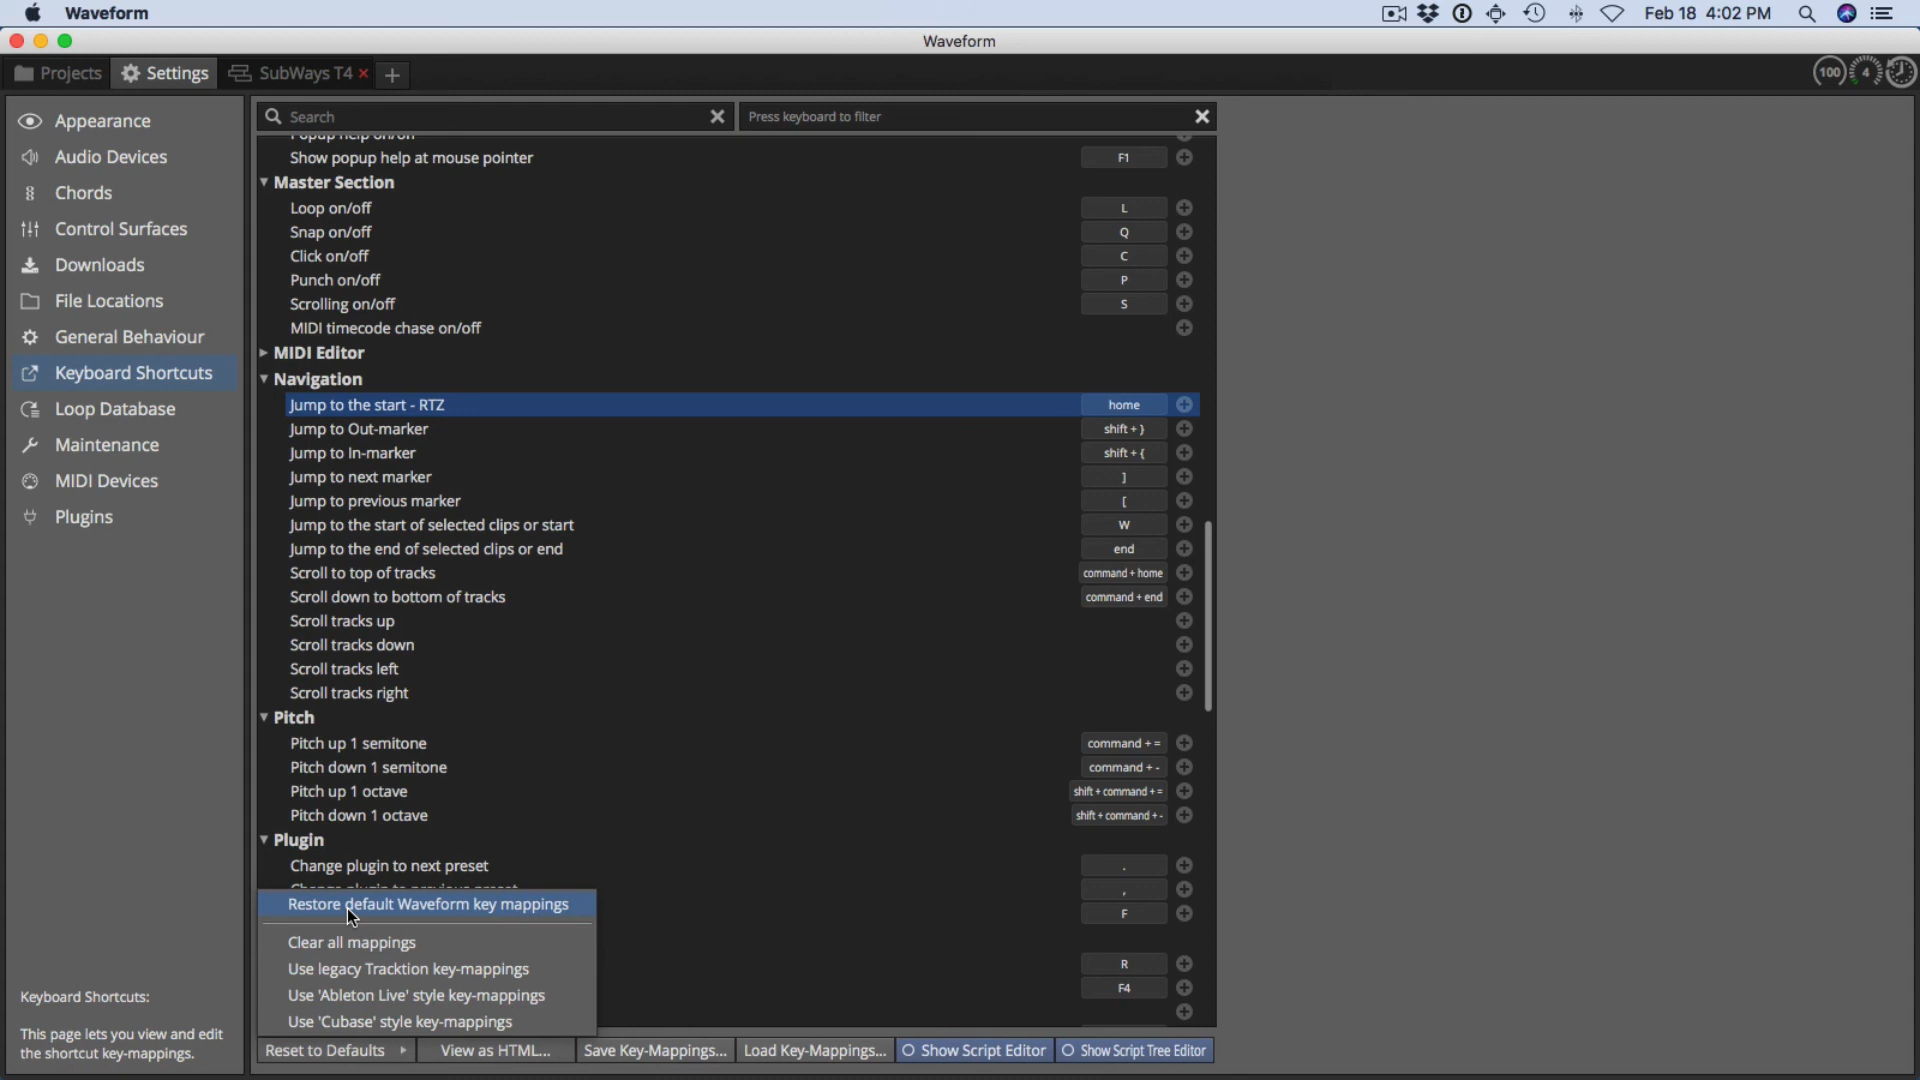 Waveform
Feb 18 4:02 PM
Waveform
Projects
Settings
SubWays T4
100
4
Appearance
Audio Devices
Chords
Control Surfaces
Downloads
File Locations
General Behaviour
Keyboard Shortcuts
Loop Database
Maintenance
MIDI Devices
Plugins
Keyboard Shortcuts:
This page lets you view and edit
the shortcut key-mappings.
Search
Press keyboard to filter
Popup help on/off
Show popup help at mouse pointer F1
Master Section
Loop on/off L
Snap on/off Q
Click on/off C
Punch on/off P
Scrolling on/off S
MIDI timecode chase on/off
MIDI Editor
Navigation
Jump to the start - RTZ home
Jump to Out-marker shift + }
Jump to In-marker shift + {
Jump to next marker ]
Jump to previous marker [
Jump to the start of selected clips or start W
Jump to the end of selected clips or end end
Scroll to top of tracks command + home
Scroll down to bottom of tracks command + end
Scroll tracks up
Scroll tracks down
Scroll tracks left
Scroll tracks right
Pitch
Pitch up 1 semitone command + =
Pitch down 1 semitone command + -
Pitch up 1 octave shift + command + =
Pitch down 1 octave shift + command + -
Plugin
Change plugin to next preset .
Change plugin to previous preset ,
F
R
F4
Restore default Waveform key mappings
Clear all mappings
Use legacy Tracktion key-mappings
Use 'Ableton Live' style key-mappings
Use 'Cubase' style key-mappings
Reset to Defaults
View as HTML...
Save Key-Mappings...
Load Key-Mappings...
Show Script Editor
Show Script Tree Editor